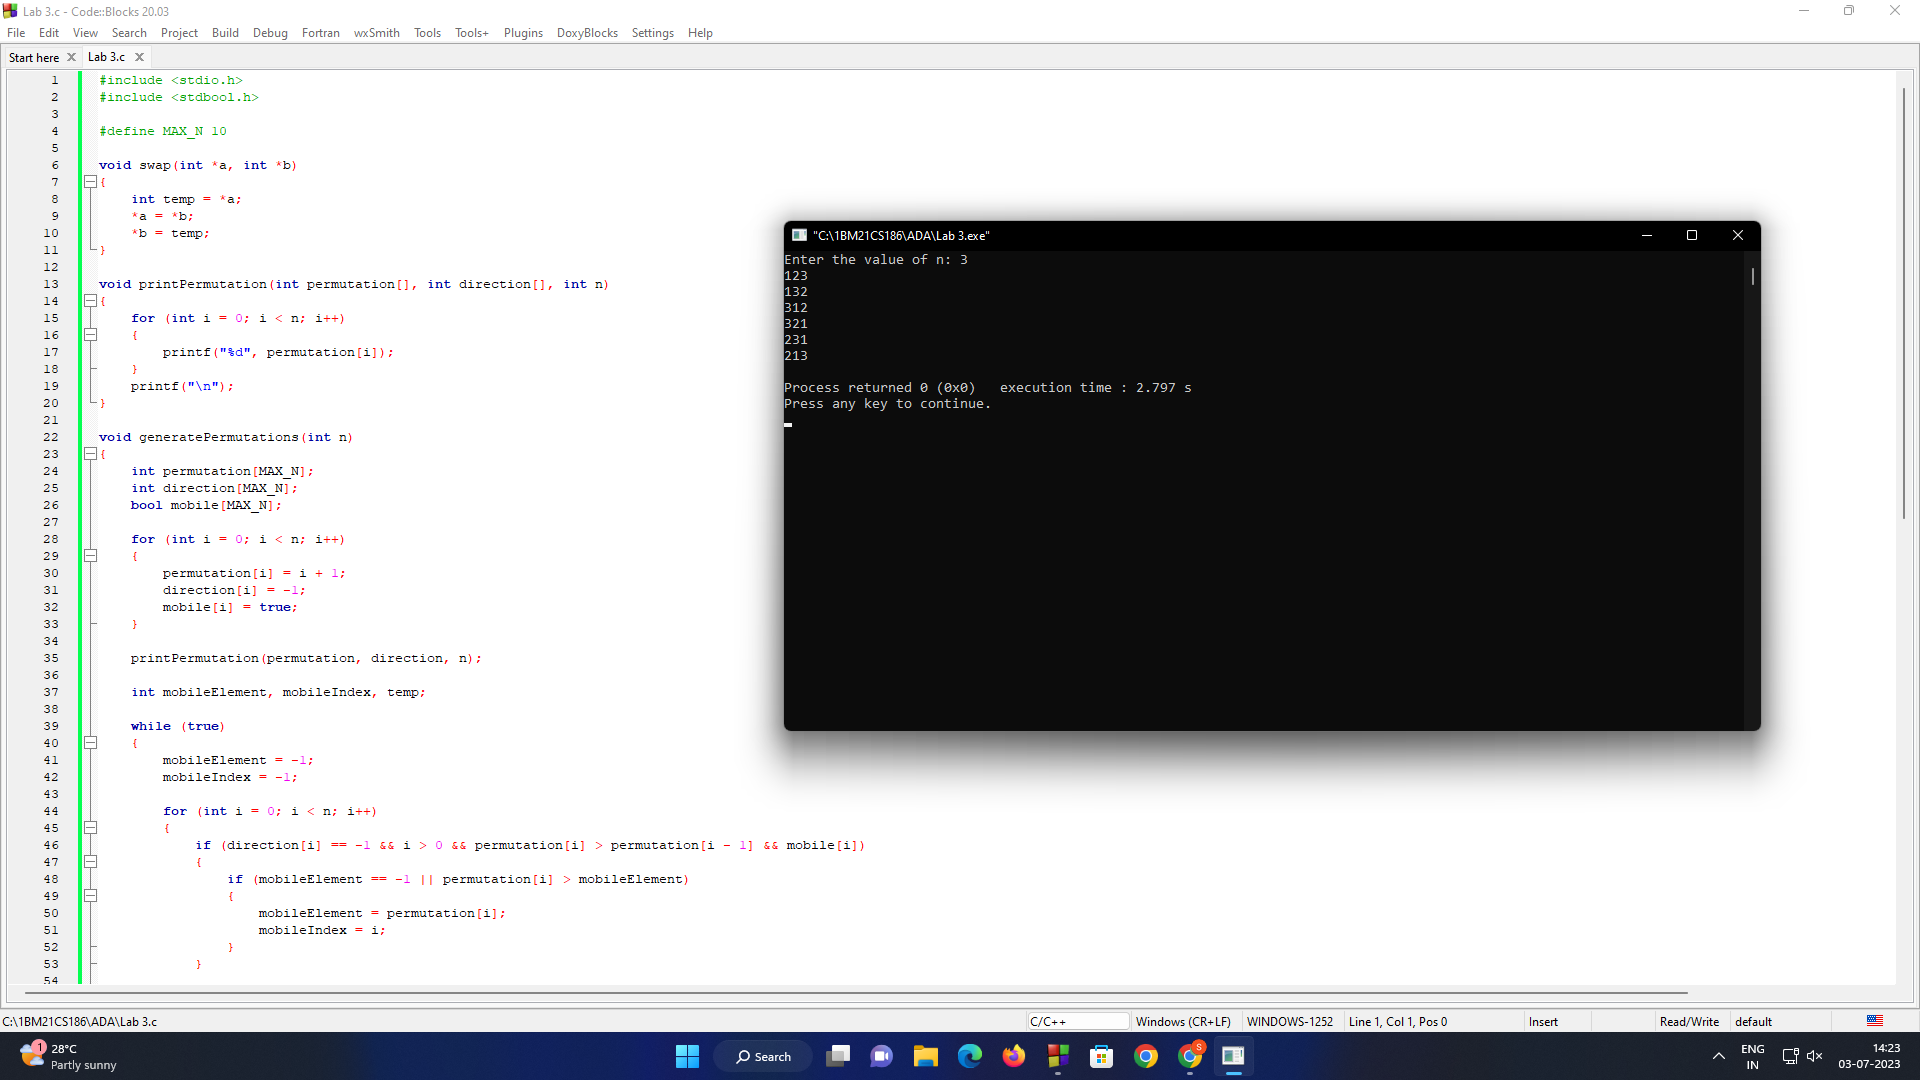 Lab 3.c - Code::Blocks 20.03
File Edit View Search Project Build Debug Fortran wxSmith Tools Tools+ Plugins DoxyBlocks Settings Help
Start here Lab 3.c
1 #include <stdio.h>
2 #include <stdbool.h>
3
4 #define MAX_N 10
5
6 void swap(int *a, int *b)
7 {
8 int temp = *a;
9 *a = *b;
10 *b = temp;
11 }
12
13 void printPermutation(int permutation[], int direction[], int n)
14 {
15 for (int i = 0; i < n; i++)
16 {
17 printf("%d", permutation[i]);
18 }
19 printf("\n");
20 }
21
22 void generatePermutations(int n)
23 {
24 int permutation[MAX_N];
25 int direction[MAX_N];
26 bool mobile[MAX_N];
27
28 for (int i = 0; i < n; i++)
29 {
30 permutation[i] = i + 1;
31 direction[i] = -1;
32 mobile[i] = true;
33 }
34
35 printPermutation(permutation, direction, n);
36
37 int mobileElement, mobileIndex, temp;
38
39 while (true)
40 {
41 mobileElement = -1;
42 mobileIndex = -1;
43
44 for (int i = 0; i < n; i++)
45 {
46 if (direction[i] == -1 && i > 0 && permutation[i] > permutation[i - 1] && mobile[i])
47 {
48 if (mobileElement == -1 || permutation[i] > mobileElement)
49 {
50 mobileElement = permutation[i];
51 mobileIndex = i;
52 }
53 }
54
"C:\1BM21CS186\ADA\Lab 3.exe"
Enter the value of n: 3
123
132
312
321
231
213
Process returned 0 (0x0) execution time : 2.797 s
Press any key to continue.
C:\1BM21CS186\ADA\Lab 3.c C/C++ Windows (CR+LF) WINDOWS-1252 Line 1, Col 1, Pos 0 Insert Read/Write default
1
28°C
Partly sunny
Search
S
ENG
IN
14:23
03-07-2023